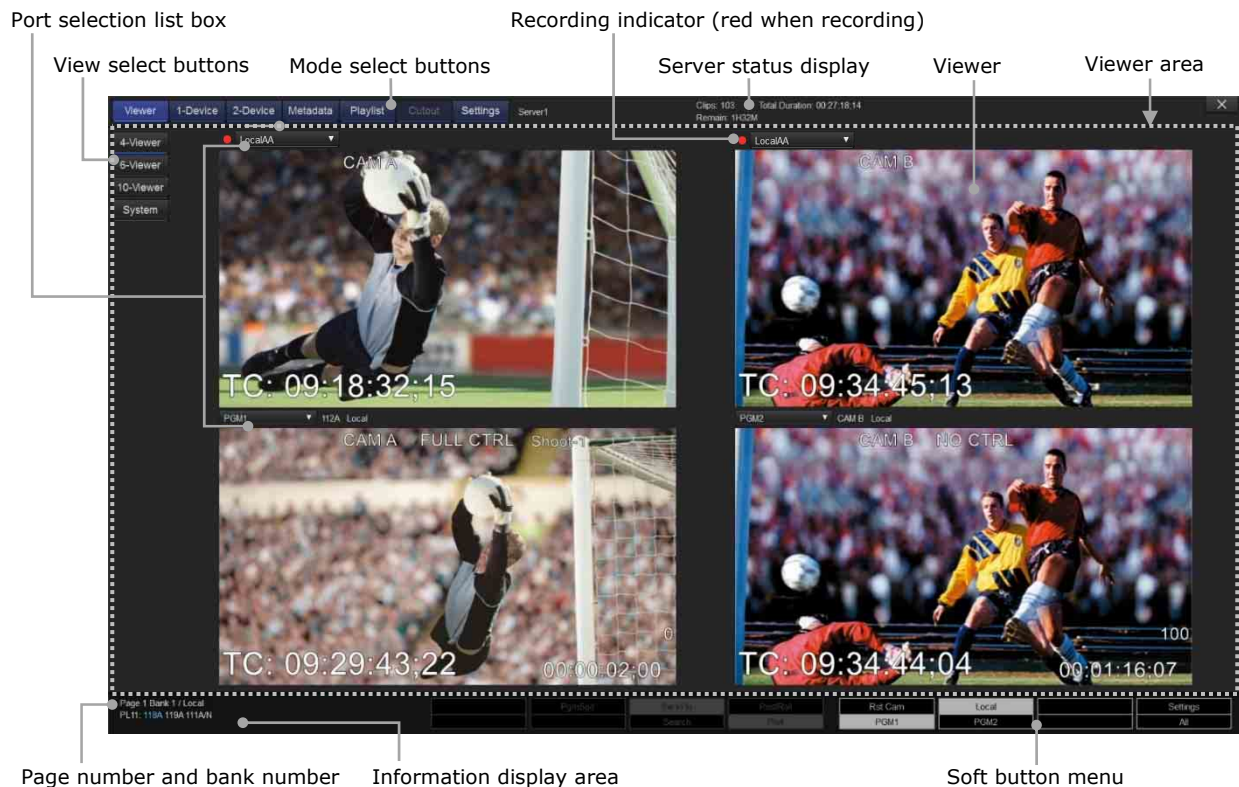 Port selection list box
Recording indicator (red when recording)
View select buttons
Mode select buttons
Server status display
Viewer
Viewer area
Viewer 1-Device 2-Device Metadata Playlist Cutout Settings Server1
Clips: 103 Total Duration: 00:27:18:14
Remain: 1H32M
4-Viewer
6-Viewer
10-Viewer
System
LocalAA
LocalAA
CAM A
CAM B
TC: 09:18:32;15
TC: 09:34:45;13
PGM1 112A Local
PGM2 CAM B Local
CAM A FULL CTRL Shoot-1
CAM B NO CTRL
0
100
TC: 09:29:43;22 00:00:02;00
TC: 09:34:44;04 00:01:16;07
Page 1 Bank 1 / Local
PL11: 118A 119A 111A/N
Search
Rst Cam Local Settings
PGM1 PGM2 All
Page number and bank number
Information display area
Soft button menu